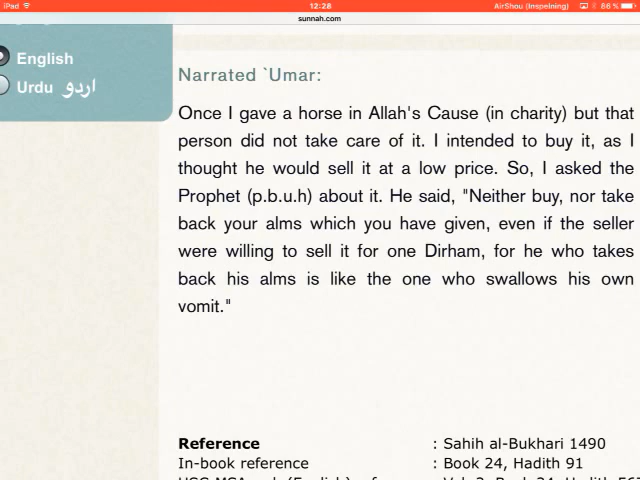 iPad 12:28 AirShou (Inspelning) 86 %
sunnah.com
English
Urdu اردو
Narrated `Umar:
Once I gave a horse in Allah's Cause (in charity) but that
person did not take care of it. I intended to buy it, as I
thought he would sell it at a low price. So, I asked the
Prophet (p.b.u.h) about it. He said, "Neither buy, nor take
back your alms which you have given, even if the seller
were willing to sell it for one Dirham, for he who takes
back his alms is like the one who swallows his own
vomit."
Reference : Sahih al-Bukhari 1490
In-book reference : Book 24, Hadith 91